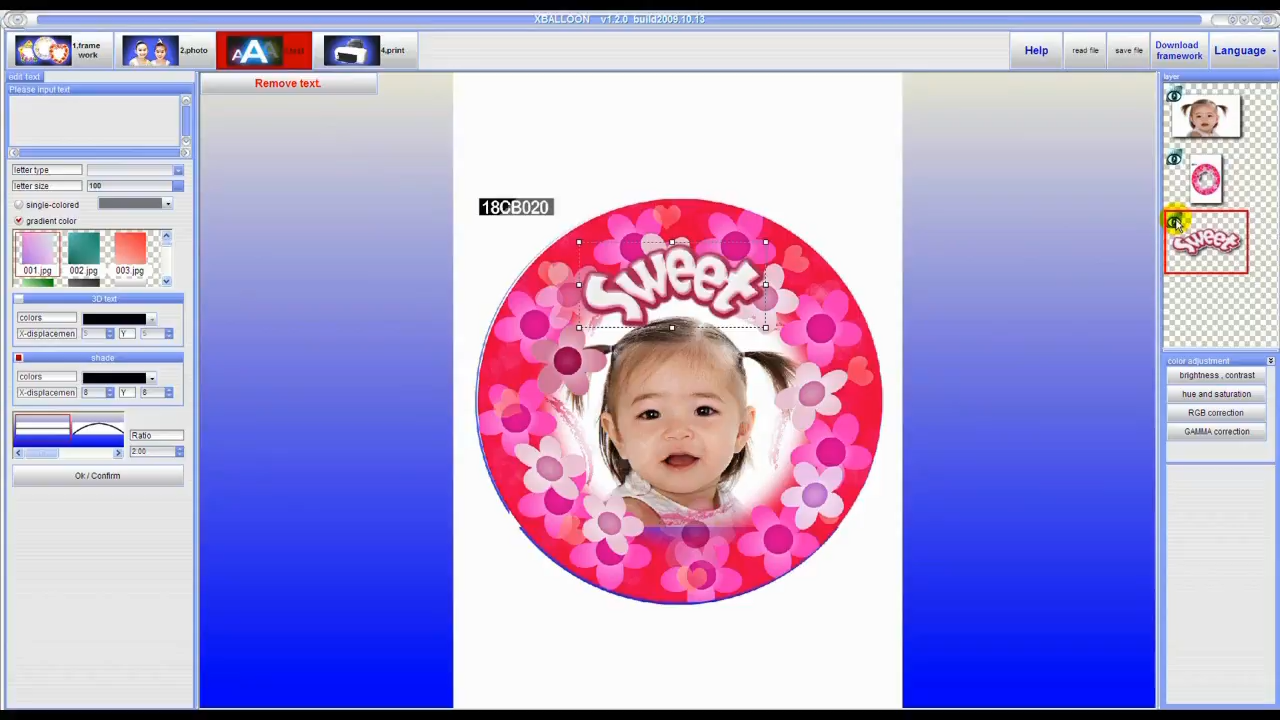 XBALLOON v1.2.0 build2009.10.13
1,frame work
2,photo
4,print
Help
read file
save file
Download framework
Language
edit text
Please input text
Remove text.
layer
letter type
letter size
100
single-colored
gradient color
001.jpg
002 jpg
003 jpg
3D text
colors
X-displacemen
5
Y
5
shade
colors
X-displacemen
8
Y
8
Ratio
2.00
Ok / Confirm
18CB020
Sweet
Sweet
color adjustment
brightness , contrast
hue and saturation
RGB correction
GAMMA correction